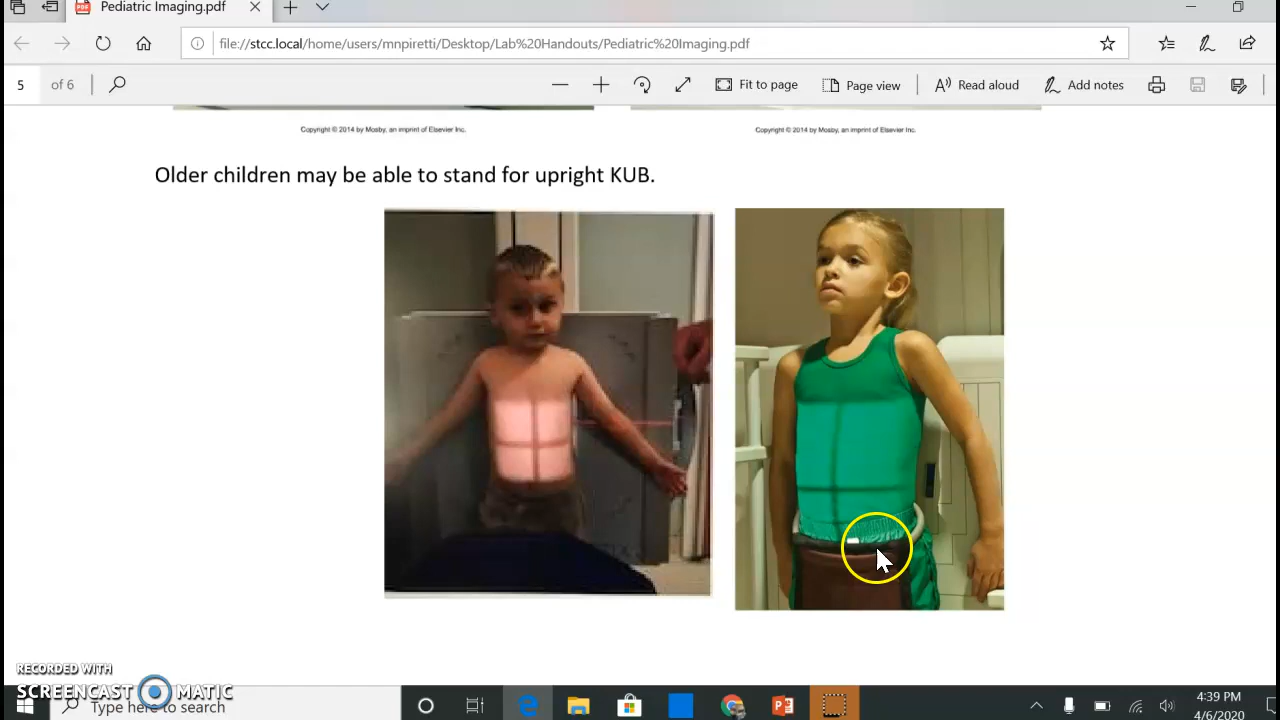 Pediatric Imaging.pdf
file://stcc.local/home/users/mnpiretti/Desktop/Lab%20Handouts/Pediatric%20Imaging.pdf
5 of 6
Fit to page
Page view
Read aloud
Add notes
Copyright © 2014 by Mosby, an imprint of Elsevier Inc.
Copyright © 2014 by Mosby, an imprint of Elsevier Inc.
Older children may be able to stand for upright KUB.
RECORDED WITH
SCREENCAST MATIC
Type here to search
4:39 PM